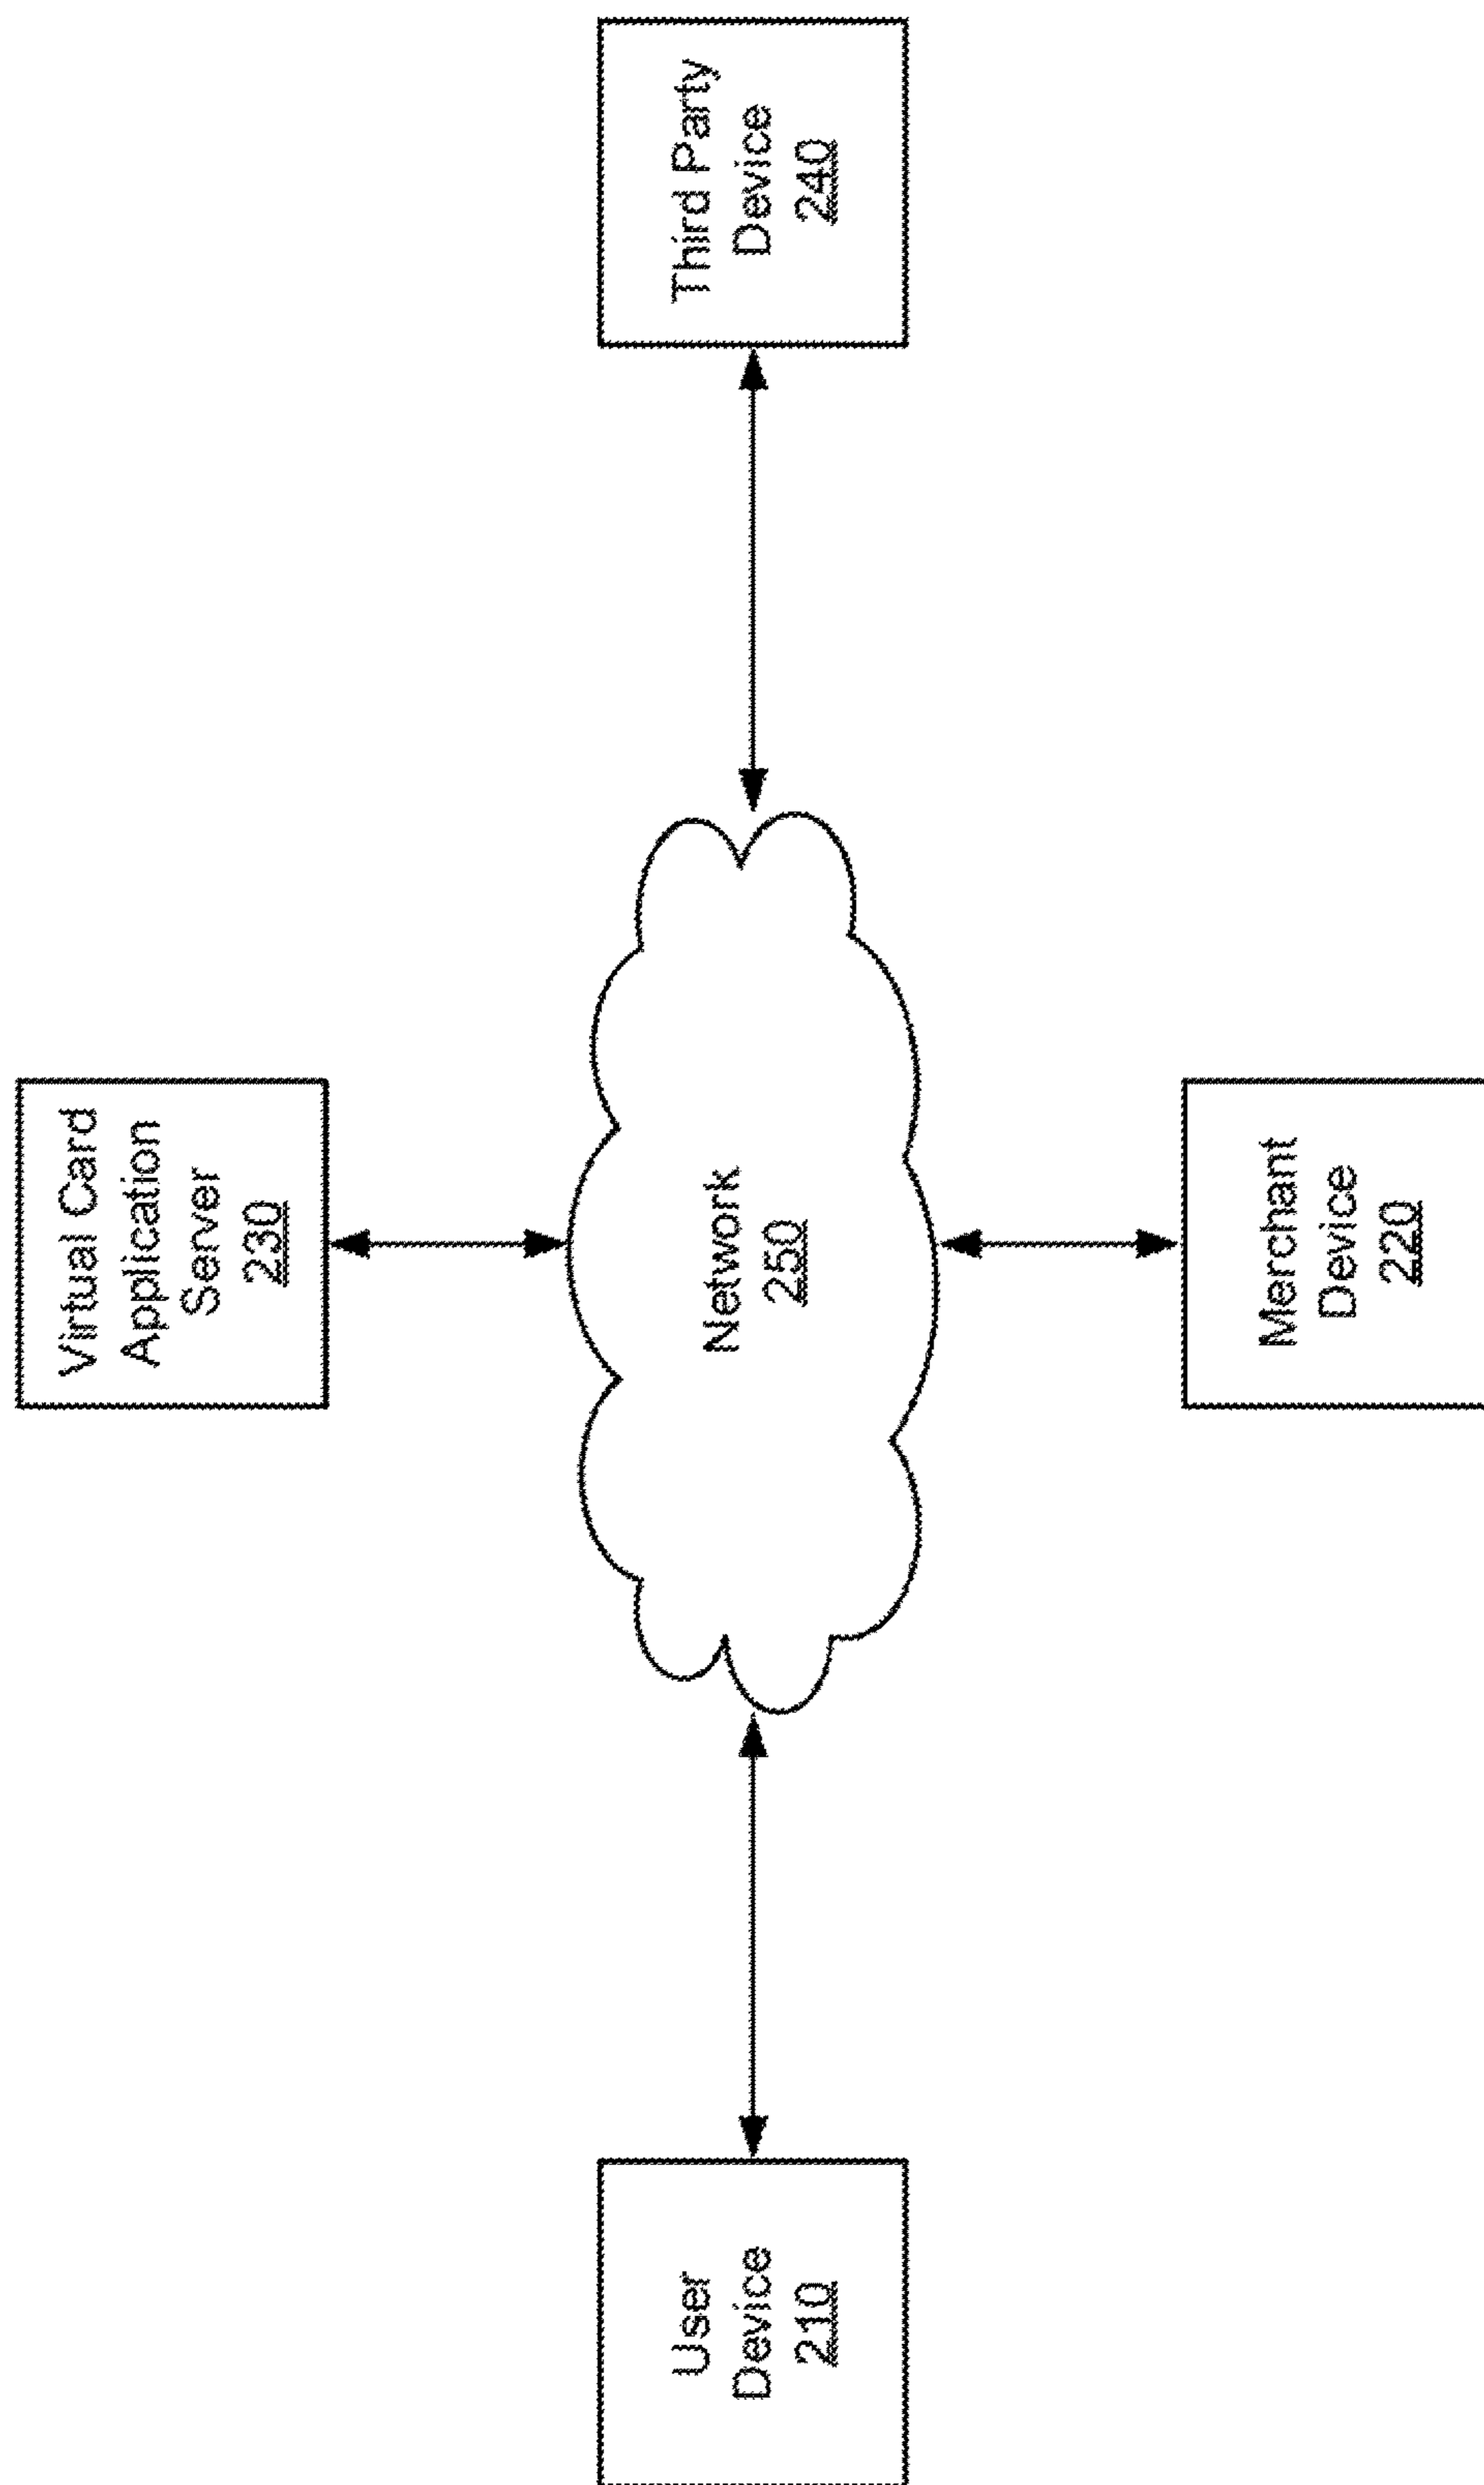 Virtual Card
Application
Server
230
User
Device
210
Network
250
Third Party
Device
240
Merchant
Device
220